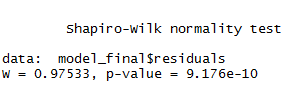 Shapiro-Wilk normality test
data:  model_final$residuals
W = 0.97533, p-value = 9.176e-10